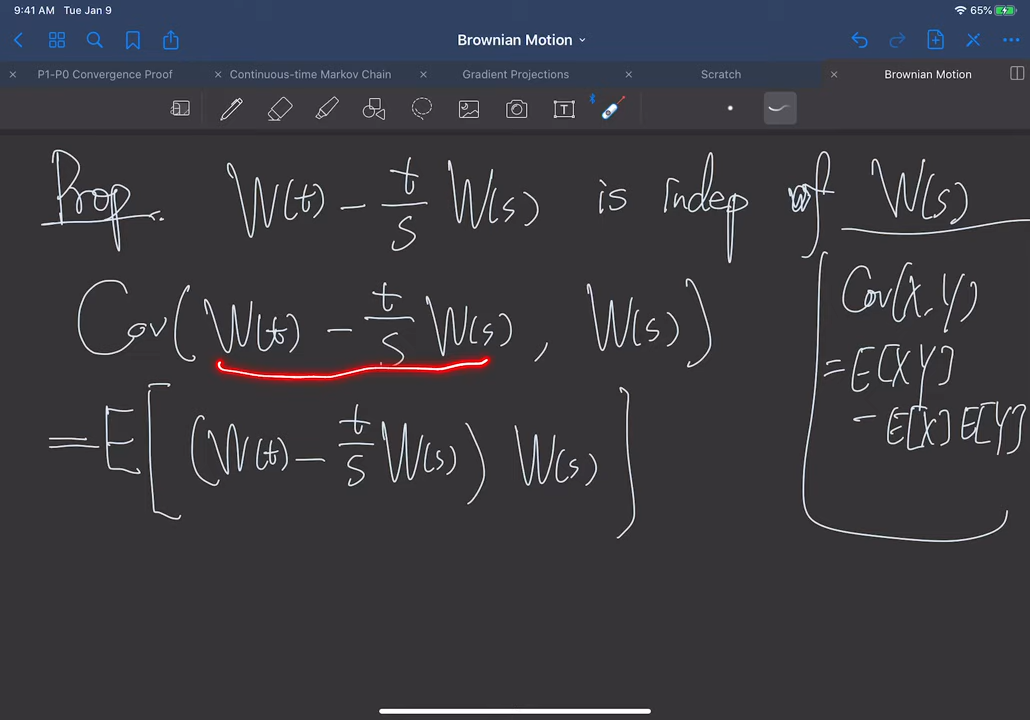 9:41 AM Tue Jan 9 65%
Brownian Motion
P1-P0 Convergence Proof Continuous-time Markov Chain Gradient Projections Scratch Brownian Motion
T
Prop. W(t) - t/s W(s) is indep of W(s)
Cov(W(t) - t/s W(s), W(s))
= E[(W(t) - t/s W(s)) W(s)]
Cov(X,Y)
= E[XY]
- E[X]E[Y]